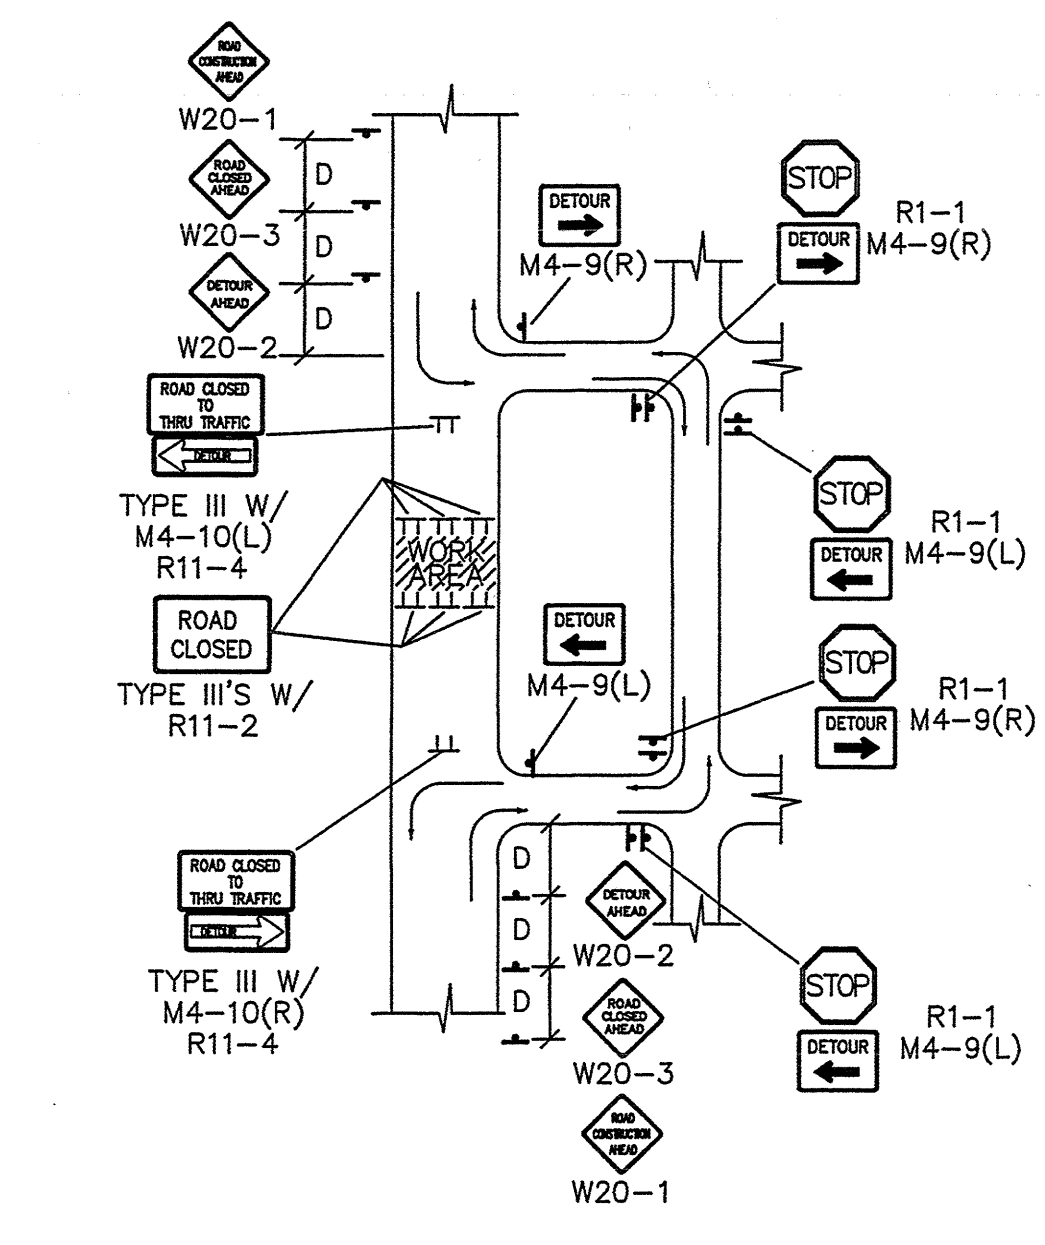 ROAD
CONSTRUCTION
AHEAD
W20-1
ROAD
CLOSED
AHEAD
W20-3
DETOUR
AHEAD
W20-2
D
D
D
DETOUR
M4-9(R)
STOP
R1-1
DETOUR
M4-9(R)
ROAD CLOSED
TO
THRU TRAFFIC
DETOUR
TYPE III W/
M4-10(L)
R11-4
WORK
AREA
STOP
R1-1
DETOUR
M4-9(L)
ROAD
CLOSED
TYPE III'S W/
R11-2
DETOUR
M4-9(L)
STOP
R1-1
DETOUR
M4-9(R)
ROAD CLOSED
TO
THRU TRAFFIC
DETOUR
TYPE III W/
M4-10(R)
R11-4
D
D
D
DETOUR
AHEAD
W20-2
ROAD
CLOSED
AHEAD
W20-3
ROAD
CONSTRUCTION
AHEAD
W20-1
STOP
R1-1
DETOUR
M4-9(L)